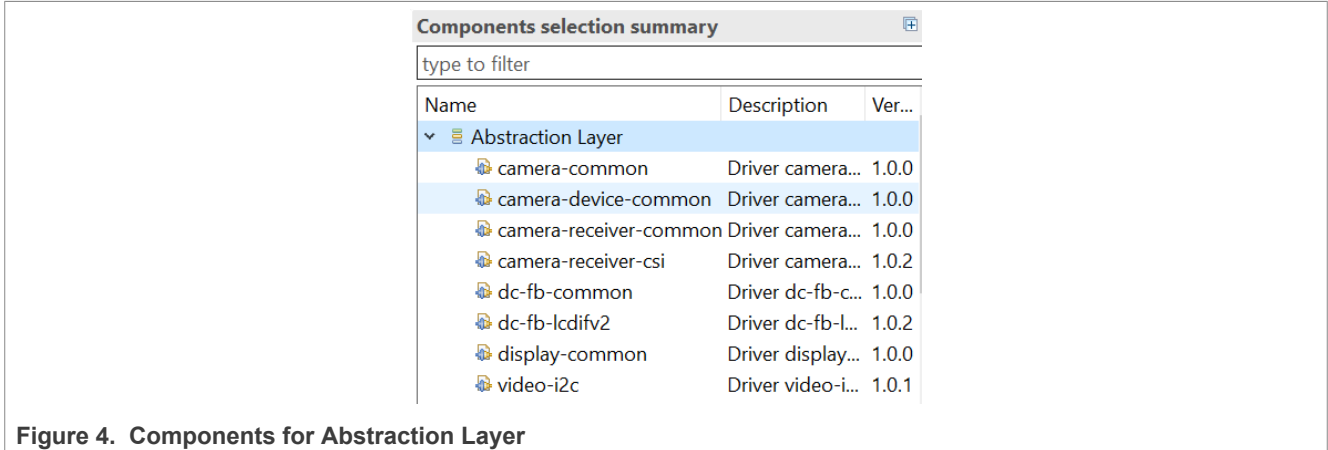 Components selection summary
type to filter
Name Description Ver...
Abstraction Layer
camera-common Driver camera... 1.0.0
camera-device-common Driver camera... 1.0.0
camera-receiver-common Driver camera... 1.0.0
camera-receiver-csi Driver camera... 1.0.2
dc-fb-common Driver dc-fb-c... 1.0.0
dc-fb-lcdifv2 Driver dc-fb-l... 1.0.2
display-common Driver display... 1.0.0
video-i2c Driver video-i... 1.0.1
Figure 4. Components for Abstraction Layer